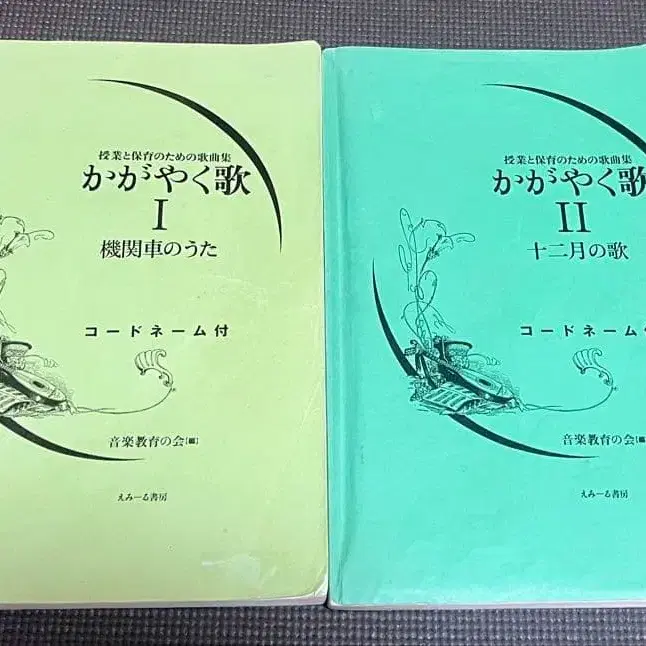 授業と保育のための歌曲集
かがやく歌
I
機関車のうた
コードネーム付
音楽教育の会[編]
えみーる書房
授業と保育のための歌曲集
かがやく歌
II
十二月の歌
コードネーム
音楽教育の会[編
えみーる書房